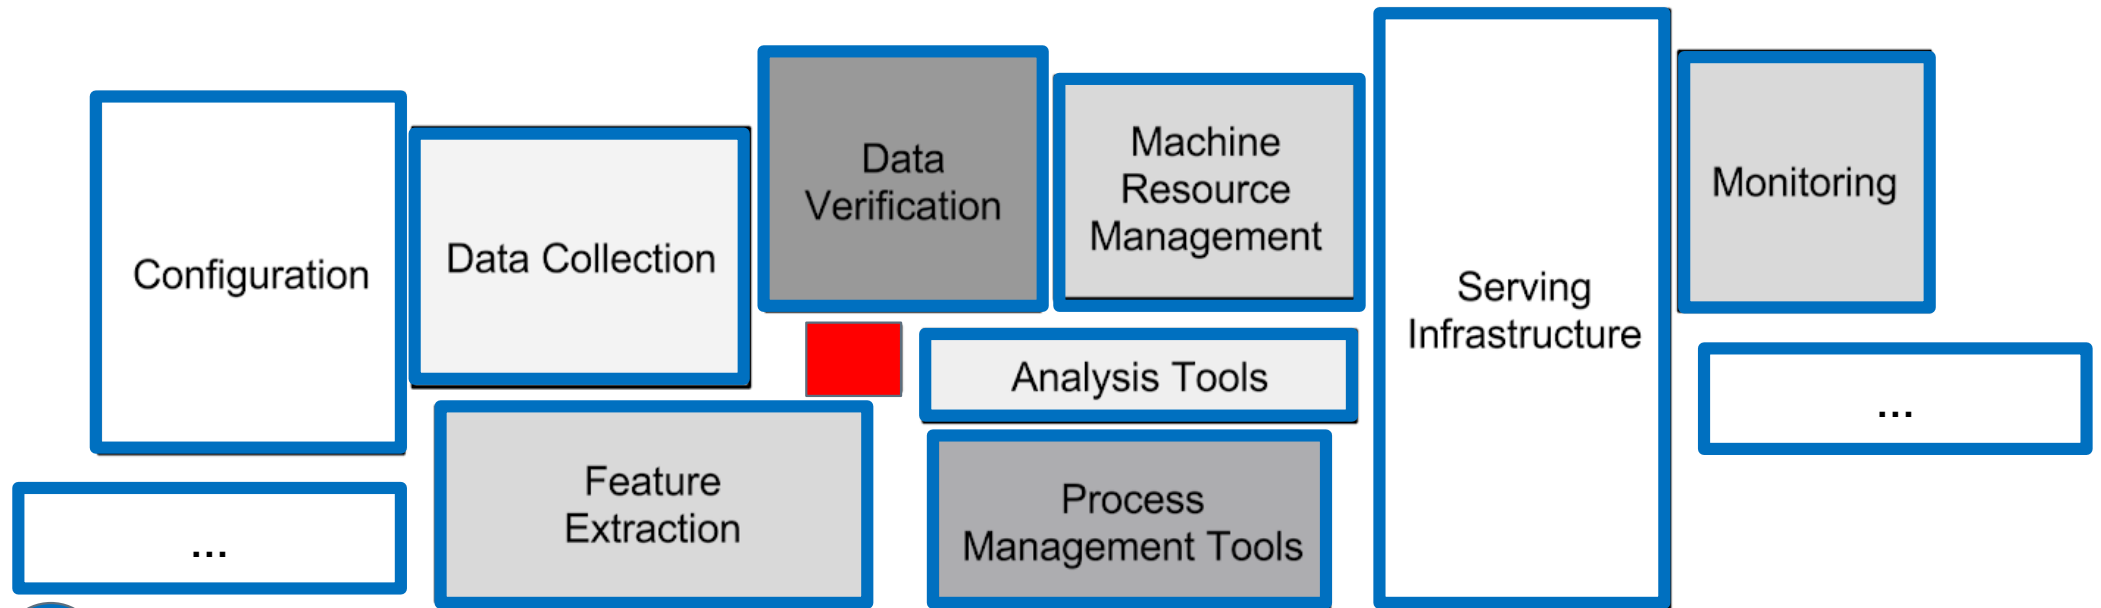 Configuration
Data Collection
Data
Verification
Machine
Resource
Management
Serving
Infrastructure
Monitoring
Analysis Tools
...
Feature
Extraction
Process
Management Tools
...